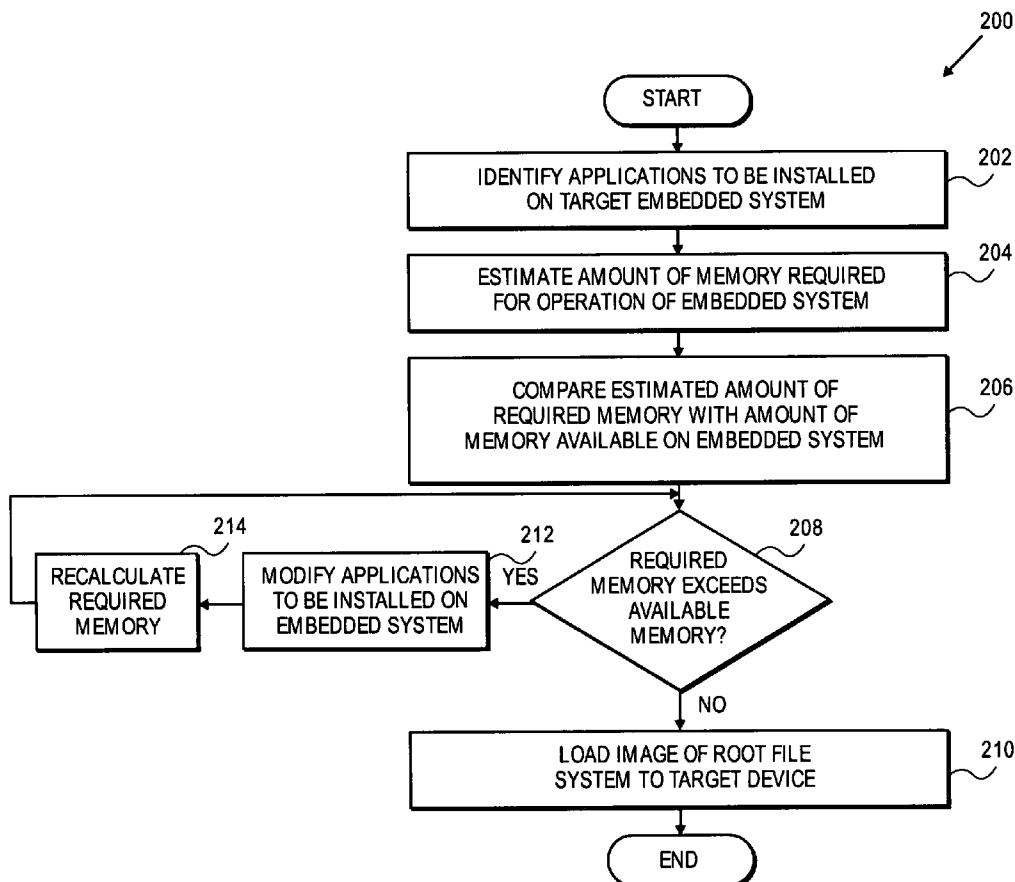 200
START
IDENTIFY APPLICATIONS TO BE INSTALLED
ON TARGET EMBEDDED SYSTEM
202
ESTIMATE AMOUNT OF MEMORY REQUIRED
FOR OPERATION OF EMBEDDED SYSTEM
204
COMPARE ESTIMATED AMOUNT OF
REQUIRED MEMORY WITH AMOUNT OF
MEMORY AVAILABLE ON EMBEDDED SYSTEM
206
REQUIRED
MEMORY EXCEEDS
AVAILABLE
MEMORY?
208
YES
MODIFY APPLICATIONS
TO BE INSTALLED ON
EMBEDDED SYSTEM
212
RECALCULATE
REQUIRED
MEMORY
214
NO
LOAD IMAGE OF ROOT FILE
SYSTEM TO TARGET DEVICE
210
END